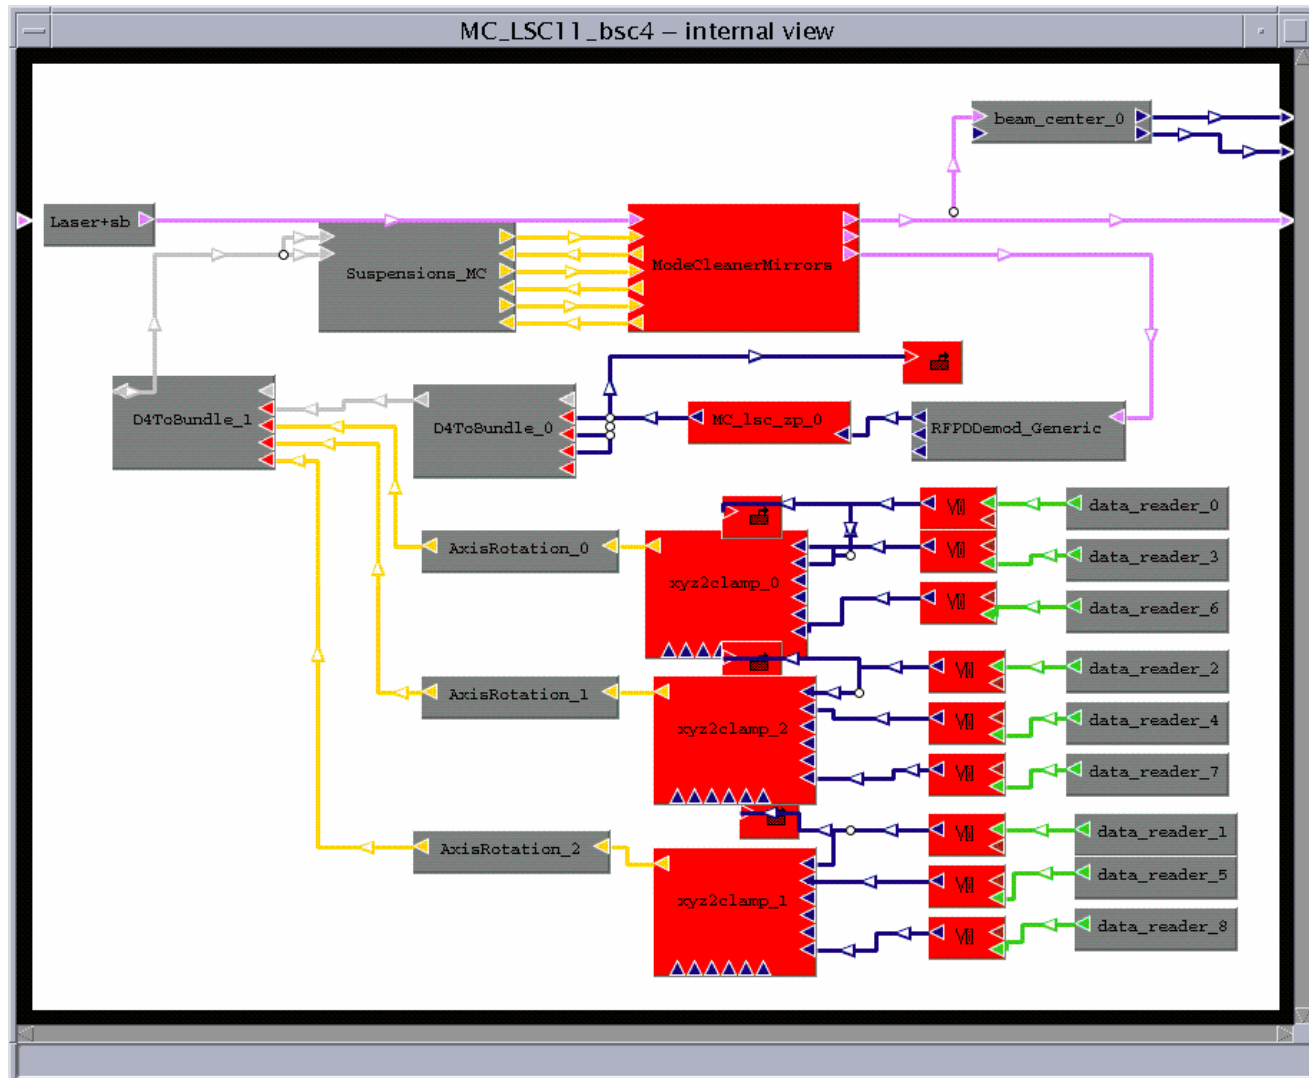 MC_LSC11_bsc4 – internal view
beam_center_0
Laser+sb
Suspensions_MC
ModeCleanerMirrors
D4ToBundle_1
D4ToBundle_0
MC_lsc_zp_0
RFPDDemod_Generic
V[]
data_reader_0
AxisRotation_0
xyz2clamp_0
V[]
data_reader_3
V[]
data_reader_6
V[]
data_reader_2
AxisRotation_1
xyz2clamp_2
V[]
data_reader_4
V[]
data_reader_7
V[]
data_reader_1
AxisRotation_2
xyz2clamp_1
V[]
data_reader_5
V[]
data_reader_8